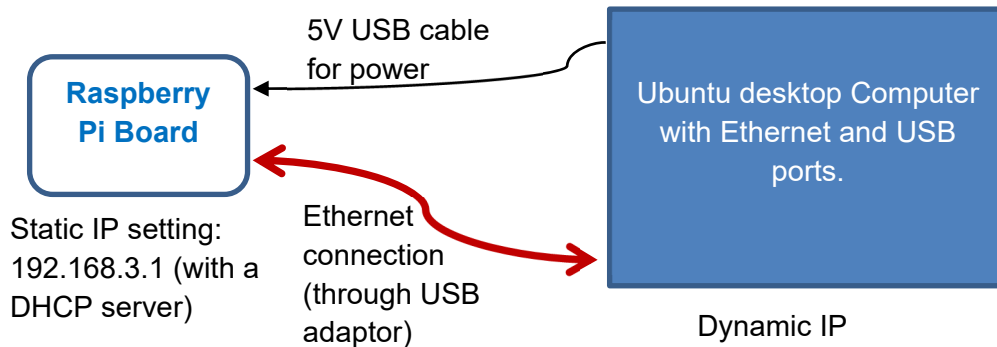 5V USB cable
for power
Raspberry
Pi Board
Ubuntu desktop Computer
with Ethernet and USB
ports.
Static IP setting:
192.168.3.1 (with a
DHCP server)
Ethernet
connection
(through USB
adaptor)
Dynamic IP